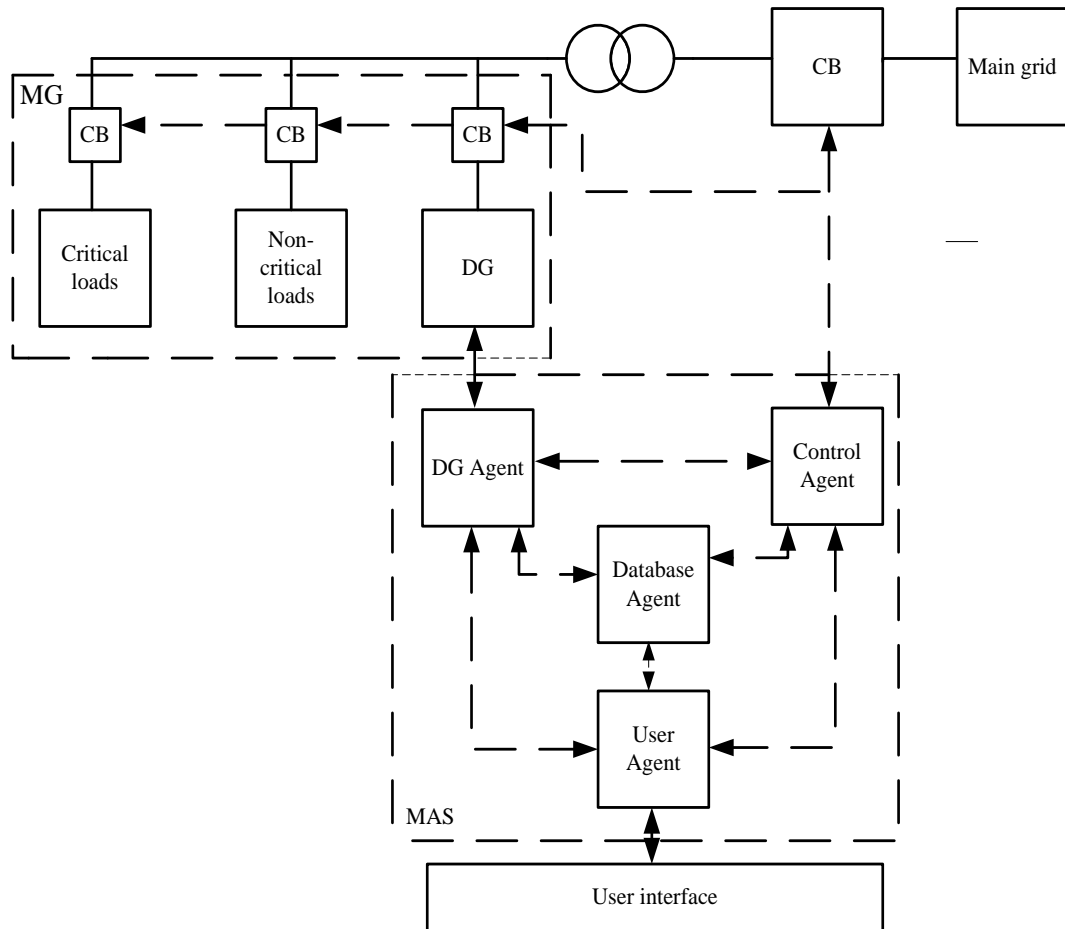 CB
Main grid
MG
CB
CB
CB
Critical
loads
Non-
critical
loads
DG
DG Agent
Control
Agent
Database
Agent
User
Agent
MAS
User interface